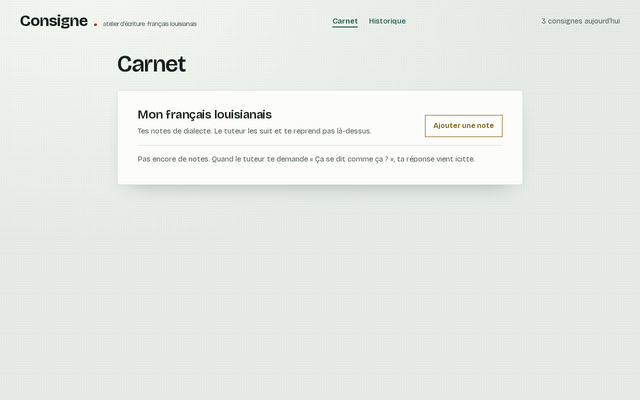 Consigne . atelier d'écriture · français louisianais
Carnet Historique
3 consignes aujourd'hui
Carnet
Mon français louisianais
Tes notes de dialecte. Le tuteur les suit et te reprend pas là-dessus.
Ajouter une note
Pas encore de notes. Quand le tuteur te demande « Ça se dit comme ça ? », ta réponse vient icitte.